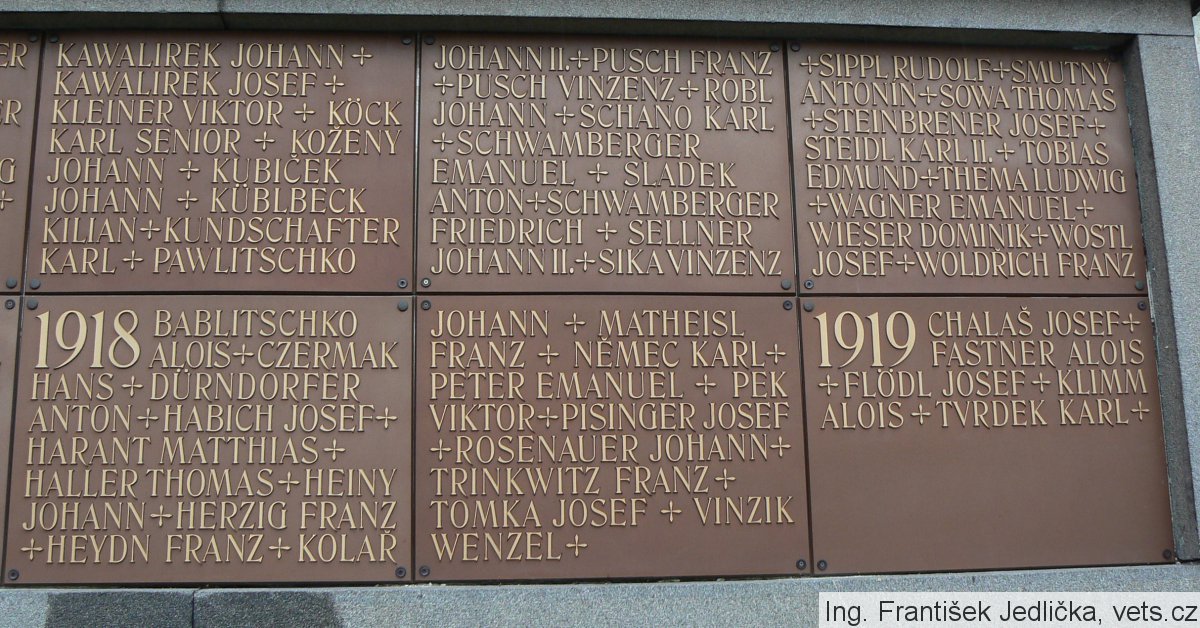 KAWALIREK JOHANN +
KAWALIREK JOSEF +
KLEINER VIKTOR + KÖCK
KARL SENIOR + KOŽENY
JOHANN + KUBIČEK
JOHANN + KÜBLBECK
KILIAN + KUNDSCHAFTER
KARL + PAWLITSCHKO
JOHANN II. + PUSCH FRANZ
+ PUSCH VINZENZ + ROBL
JOHANN + SCHANO KARL
+ SCHWAMBERGER
EMANUEL + SLADEK
ANTON + SCHWAMBERGER
FRIEDRICH + SELLNER
JOHANN II. + SIKA VINZENZ
+ SIPPL RUDOLF + SMUTNÝ
ANTONIN + SOWA THOMAS
+ STEINBRENER JOSEF +
STEIDL KARL II. + TOBIAS
EDMUND + THEMA LUDWIG
+ WAGNER EMANUEL +
WIESER DOMINIK + WOSTL
JOSEF + WOLDRICH FRANZ
1918 BABLITSCHKO
ALOIS + CZERMAK
HANS + DÜRNDORFER
ANTON + HABICH JOSEF +
HARANT MATTHIAS +
HALLER THOMAS + HEINY
JOHANN + HERZIG FRANZ
+ HEYDN FRANZ + KOLAŘ
JOHANN + MATHEISL
FRANZ + NĚMEC KARL +
PETER EMANUEL + PEK
VIKTOR + PISINGER JOSEF
+ ROSENAUER JOHANN +
TRINKWITZ FRANZ +
TOMKA JOSEF + VINZIK
WENZEL +
1919 CHALAŠ JOSEF +
FASTNER ALOIS
+ FLÖDL JOSEF + KLIMM
ALOIS + TVRDEK KARL +
Ing. František Jedlička, vets.cz